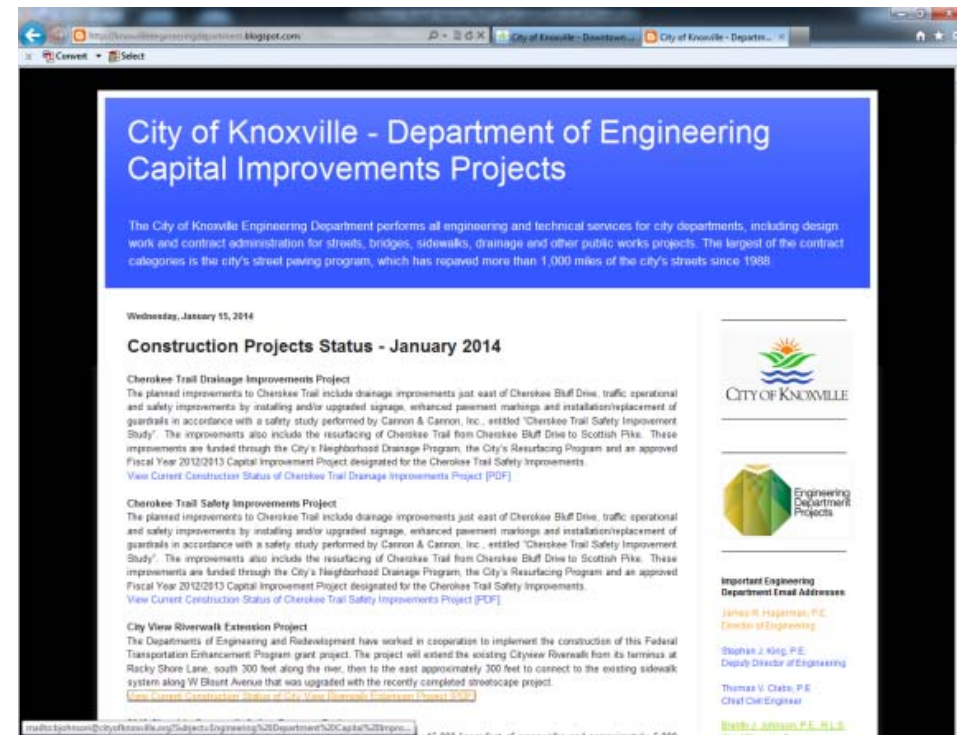 blogspot.com
City of Knoxville - Downtown...
City of Knoxville - Departm...
Convert
Select
City of Knoxville - Department of Engineering
Capital Improvements Projects
The City of Knoxville Engineering Department performs all engineering and technical services for city departments, including design
work and contract administration for streets, bridges, sidewalks, drainage and other public works projects. The largest of the contract
categories is the city's street paving program, which has repaved more than 1,000 miles of the city's streets since 1988.
Wednesday, January 15, 2014
Construction Projects Status - January 2014
Cherokee Trail Drainage Improvements Project
The planned improvements to Cherokee Trail include drainage improvements just east of Cherokee Bluff Drive, traffic operational
and safety improvements by installing and/or upgraded signage, enhanced pavement markings and installation/replacement of
guardrails in accordance with a safety study performed by Cannon & Cannon, Inc., entitled "Cherokee Trail Safety Improvement
Study". The improvements also include the resurfacing of Cherokee Trail from Cherokee Bluff Drive to Scottish Pike. These
improvements are funded through the City's Neighborhood Drainage Program, the City's Resurfacing Program and an approved
Fiscal Year 2012/2013 Capital Improvement Project designated for the Cherokee Trail Safety Improvements.
View Current Construction Status of Cherokee Trail Drainage Improvements Project [PDF]
Cherokee Trail Safety Improvements Project
The planned improvements to Cherokee Trail include drainage improvements just east of Cherokee Bluff Drive, traffic operational
and safety improvements by installing and/or upgraded signage, enhanced pavement markings and installation/replacement of
guardrails in accordance with a safety study performed by Cannon & Cannon, Inc., entitled "Cherokee Trail Safety Improvement
Study". The improvements also include the resurfacing of Cherokee Trail from Cherokee Bluff Drive to Scottish Pike. These
improvements are funded through the City's Neighborhood Drainage Program, the City's Resurfacing Program and an approved
Fiscal Year 2012/2013 Capital Improvement Project designated for the Cherokee Trail Safety Improvements.
View Current Construction Status of Cherokee Trail Safety Improvements Project [PDF]
City View Riverwalk Extension Project
The Departments of Engineering and Redevelopment have worked in cooperation to implement the construction of this Federal
Transportation Enhancement Program grant project. The project will extend the existing Cityview Riverwalk from its terminus at
Rocky Shore Lane, south 300 feet along the river, then to the east approximately 300 feet to connect to the existing sidewalk
system along W Blount Avenue that was upgraded with the recently completed streetscape project.
View Current Construction Status of City View Riverwalk Extension Project [PDF]
CITY OF KNOXVILLE
Engineering
Department
Projects
Important Engineering
Department Email Addresses
James R. Hagerman, P.E.
Director of Engineering
Stephen J. King, P.E.
Deputy Director of Engineering
Thomas V. Clabo, P.E.
Chief Civil Engineer
Brently J. Johnson, P.E., R.L.S.